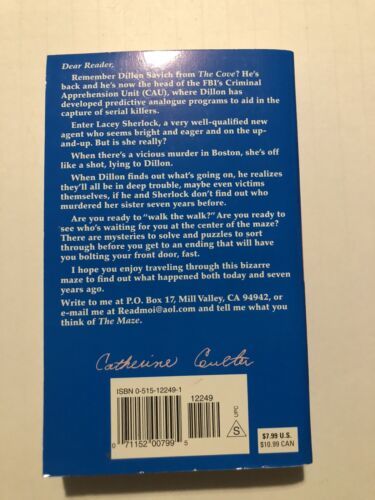 Dear Reader,
Remember Dillon Savich from The Cove? He's
back and he's now the head of the FBI's Criminal
Apprehension Unit (CAU), where Dillon has
developed predictive analogue programs to aid in the
capture of serial killers.
Enter Lacey Sherlock, a very well-qualified new
agent who seems bright and eager and on the up-
and-up. But is she really?
When there's a vicious murder in Boston, she's off
like a shot, lying to Dillon.
When Dillon finds out what's going on, he realizes
they'll all be in deep trouble, maybe even victims
themselves, if he and Sherlock don't find out who
murdered her sister seven years before.
Are you ready to "walk the walk?" Are you ready to
see who's waiting for you at the center of the maze?
There are mysteries to solve and puzzles to sort
through before you get to an ending that will have
you bolting your front door, fast.
I hope you enjoy traveling through this bizarre
maze to find out what happened both today and seven
years ago.
Write to me at P.O. Box 17, Mill Valley, CA 94942, or
e-mail me at Readmoi@aol.com and tell me what you
think of The Maze.
Catherine Coulter
ISBN 0-515-12249-1
12249
0 71152 00799 5
UPC
S
$7.99 U.S.
$10.99 CAN